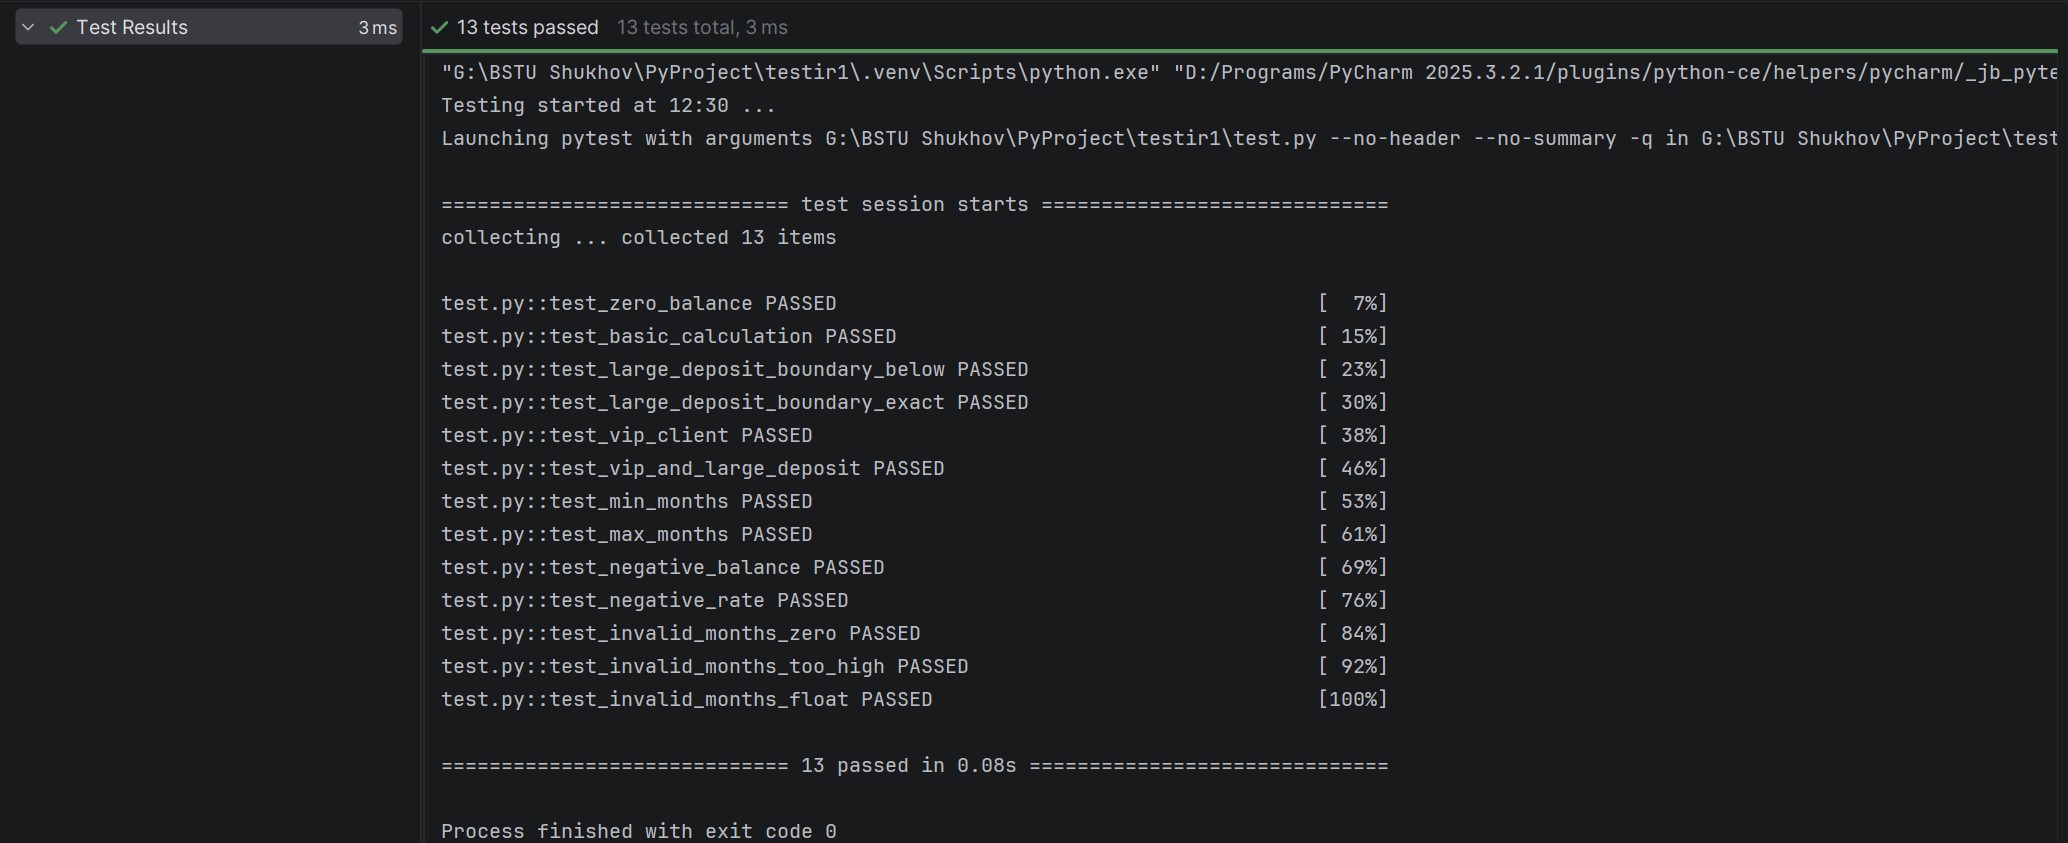 Test Results 3 ms
13 tests passed 13 tests total, 3 ms
"G:\BSTU Shukhov\PyProject\testir1\.venv\Scripts\python.exe" "D:/Programs/PyCharm 2025.3.2.1/plugins/python-ce/helpers/pycharm/_jb_pyte
Testing started at 12:30 ...
Launching pytest with arguments G:\BSTU Shukhov\PyProject\testir1\test.py --no-header --no-summary -q in G:\BSTU Shukhov\PyProject\test
============================= test session starts =============================
collecting ... collected 13 items
test.py::test_zero_balance PASSED [  7%]
test.py::test_basic_calculation PASSED [ 15%]
test.py::test_large_deposit_boundary_below PASSED [ 23%]
test.py::test_large_deposit_boundary_exact PASSED [ 30%]
test.py::test_vip_client PASSED [ 38%]
test.py::test_vip_and_large_deposit PASSED [ 46%]
test.py::test_min_months PASSED [ 53%]
test.py::test_max_months PASSED [ 61%]
test.py::test_negative_balance PASSED [ 69%]
test.py::test_negative_rate PASSED [ 76%]
test.py::test_invalid_months_zero PASSED [ 84%]
test.py::test_invalid_months_too_high PASSED [ 92%]
test.py::test_invalid_months_float PASSED [100%]
============================= 13 passed in 0.08s ==============================
Process finished with exit code 0